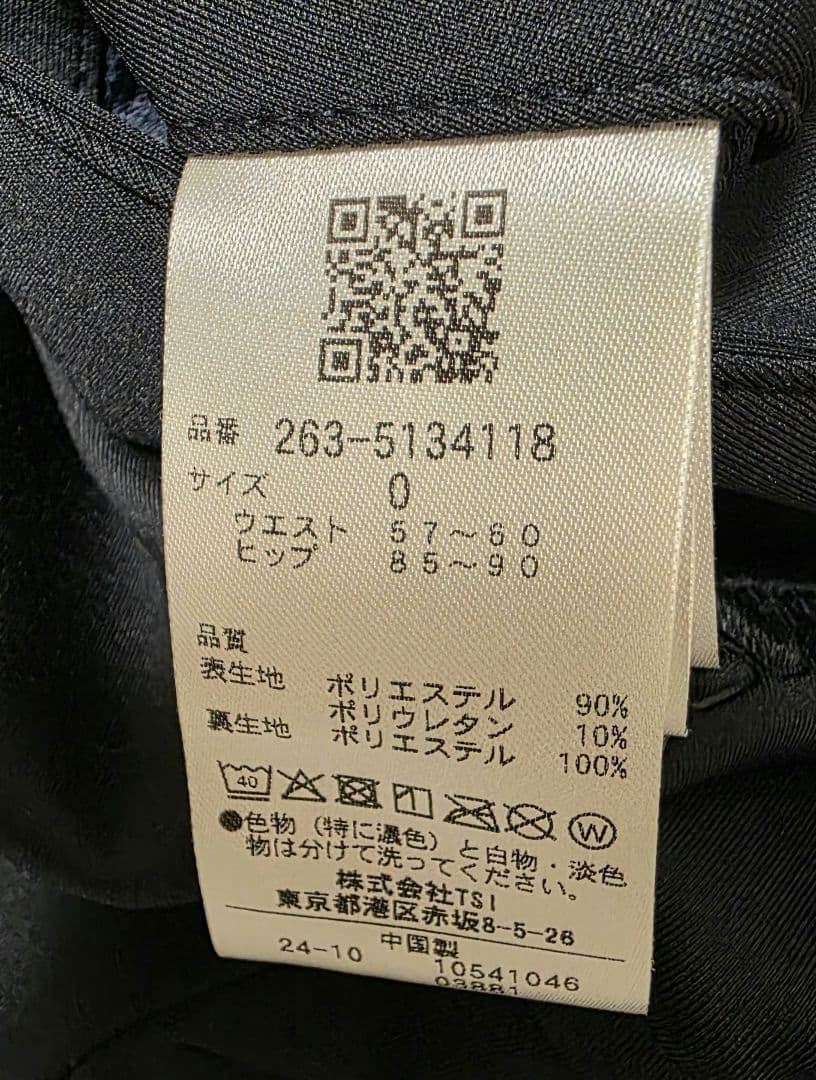 品番 263-5134118
サイズ 0
ウエスト 57～60
ヒップ 85～90
品質
表生地 ポリエステル 90%
ポリウレタン 10%
裏生地 ポリエステル 100%
40 W
●色物（特に濃色）と白物・淡色
物は分けて洗ってください。
株式会社TSI
東京都港区赤坂8-5-26
中国製
24-10 10541046
03881